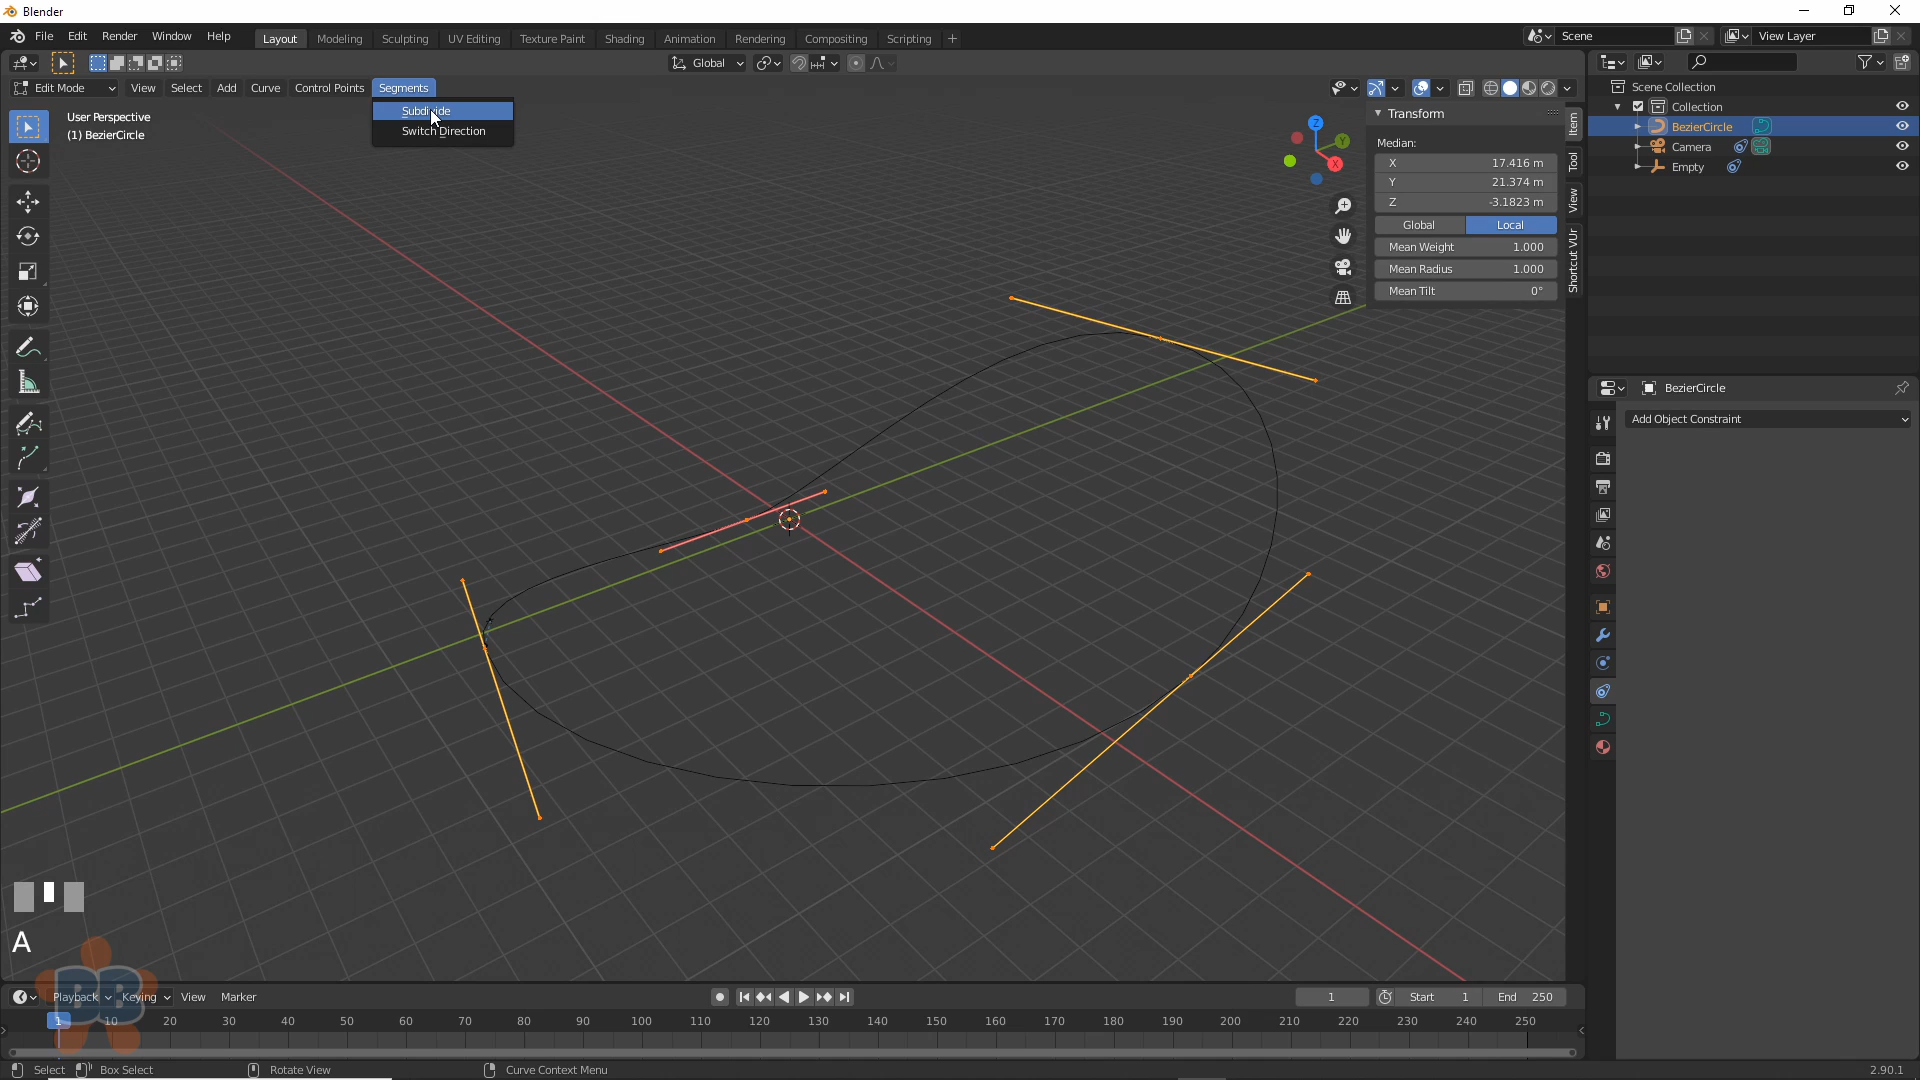 Blender
File Edit Render Window Help Layout Modeling Sculpting UV Editing Texture Paint Shading Animation Rendering Compositing Scripting + Scene View Layer
Global
Edit Mode View Select Add Curve Control Points Segments
Subdivide
Switch Direction
User Perspective
(1) BezierCircle
Z
Y
X
Transform
Median:
X 17.416 m
Y 21.374 m
Z -3.1823 m
Global Local
Mean Weight 1.000
Mean Radius 1.000
Mean Tilt 0°
Item
Tool
View
Shortcut VUr
Scene Collection
Collection
BezierCircle
Camera
Empty
BezierCircle
Add Object Constraint
A
BB
Playback Keying View Marker 1 Start 1 End 250
1 10 20 30 40 50 60 70 80 90 100 110 120 130 140 150 160 170 180 190 200 210 220 230 240 250
Select Box Select Rotate View Curve Context Menu 2.90.1